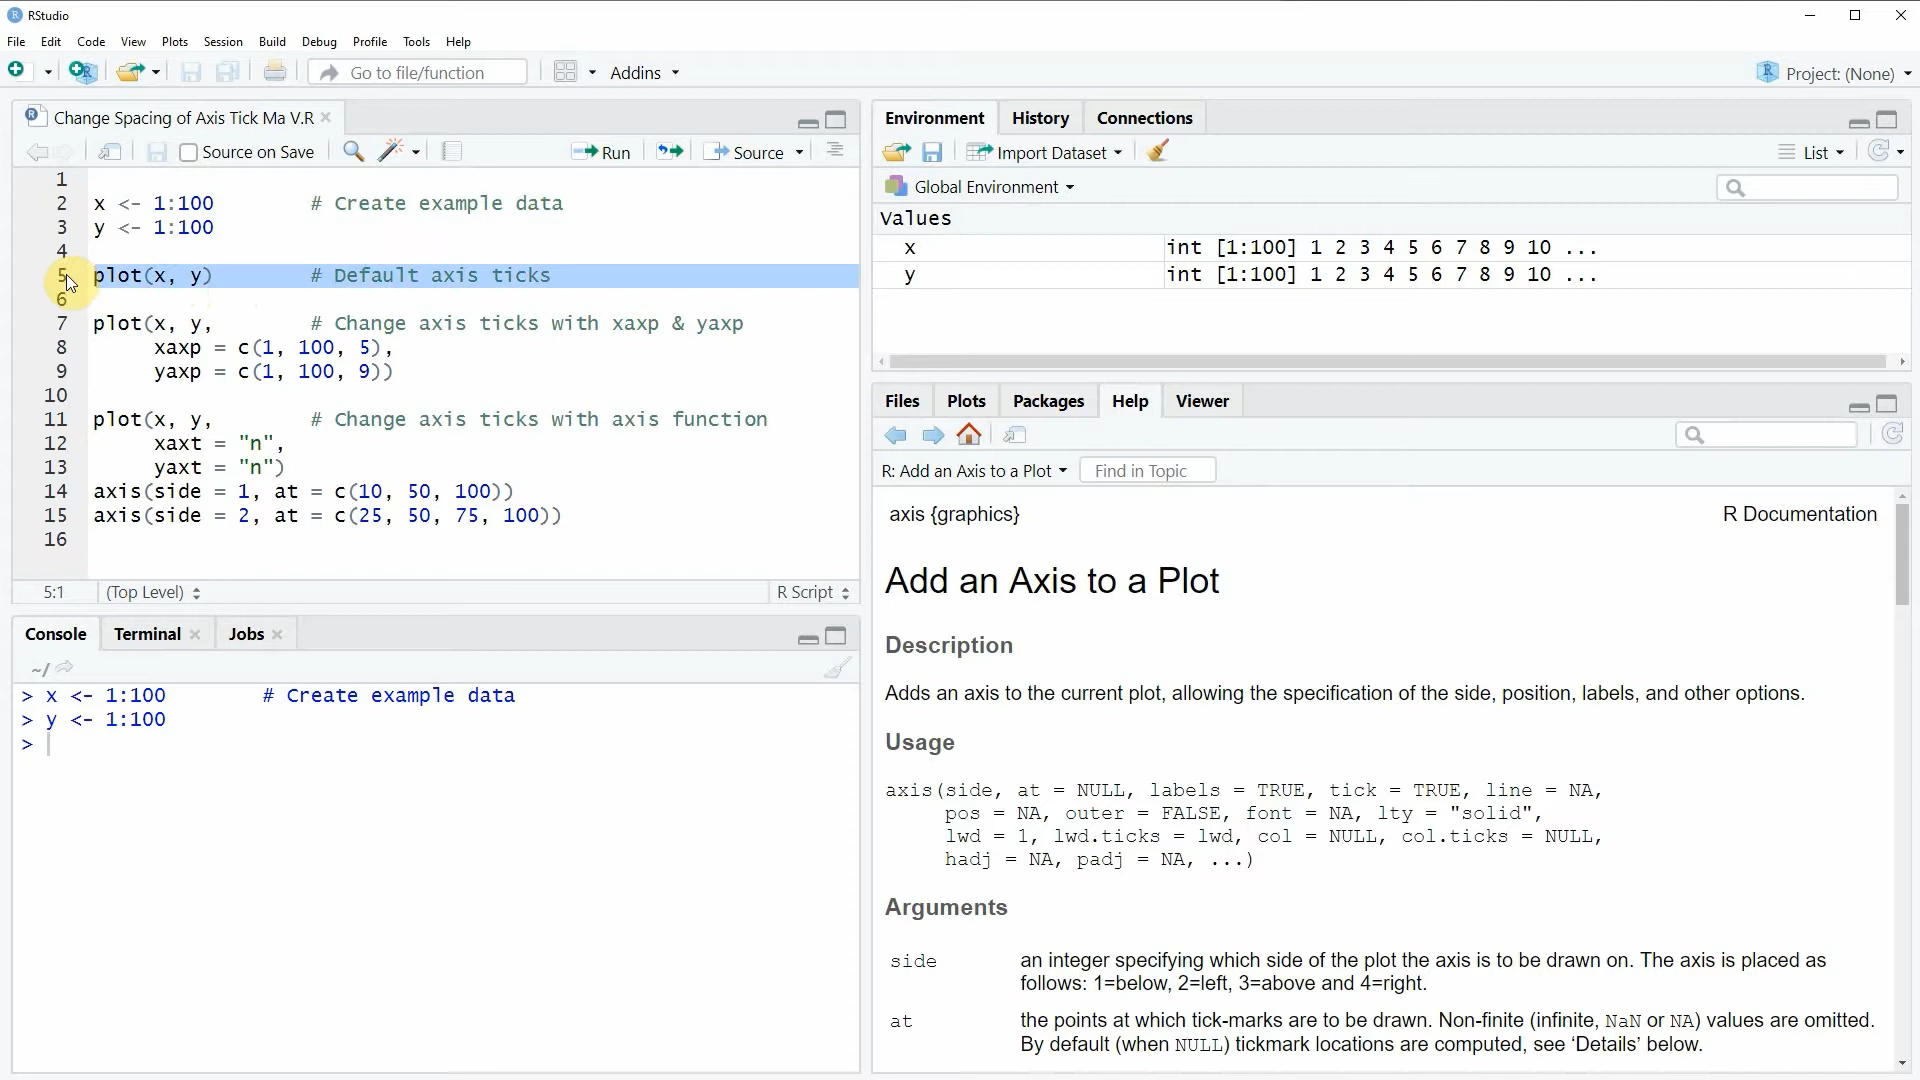 RStudio
File Edit Code View Plots Session Build Debug Profile Tools Help
Go to file/function Addins Project: (None)
Change Spacing of Axis Tick Ma V.R
Source on Save Run Source
1
2 x <- 1:100 # Create example data
3 y <- 1:100
4
5 plot(x, y) # Default axis ticks
6
7 plot(x, y, # Change axis ticks with xaxp & yaxp
8 xaxp = c(1, 100, 5),
9 yaxp = c(1, 100, 9))
10
11 plot(x, y, # Change axis ticks with axis function
12 xaxt = "n",
13 yaxt = "n")
14 axis(side = 1, at = c(10, 50, 100))
15 axis(side = 2, at = c(25, 50, 75, 100))
16
5:1 (Top Level) R Script
Console Terminal Jobs
~/
> x <- 1:100 # Create example data
> y <- 1:100
>
Environment History Connections
Import Dataset List
Global Environment
Values
x int [1:100] 1 2 3 4 5 6 7 8 9 10 ...
y int [1:100] 1 2 3 4 5 6 7 8 9 10 ...
Files Plots Packages Help Viewer
R: Add an Axis to a Plot Find in Topic
axis {graphics} R Documentation
Add an Axis to a Plot
Description
Adds an axis to the current plot, allowing the specification of the side, position, labels, and other options.
Usage
axis(side, at = NULL, labels = TRUE, tick = TRUE, line = NA,
pos = NA, outer = FALSE, font = NA, lty = "solid",
lwd = 1, lwd.ticks = lwd, col = NULL, col.ticks = NULL,
hadj = NA, padj = NA, ...)
Arguments
side an integer specifying which side of the plot the axis is to be drawn on. The axis is placed as
follows: 1=below, 2=left, 3=above and 4=right.
at the points at which tick-marks are to be drawn. Non-finite (infinite, NaN or NA) values are omitted.
By default (when NULL) tickmark locations are computed, see ‘Details’ below.